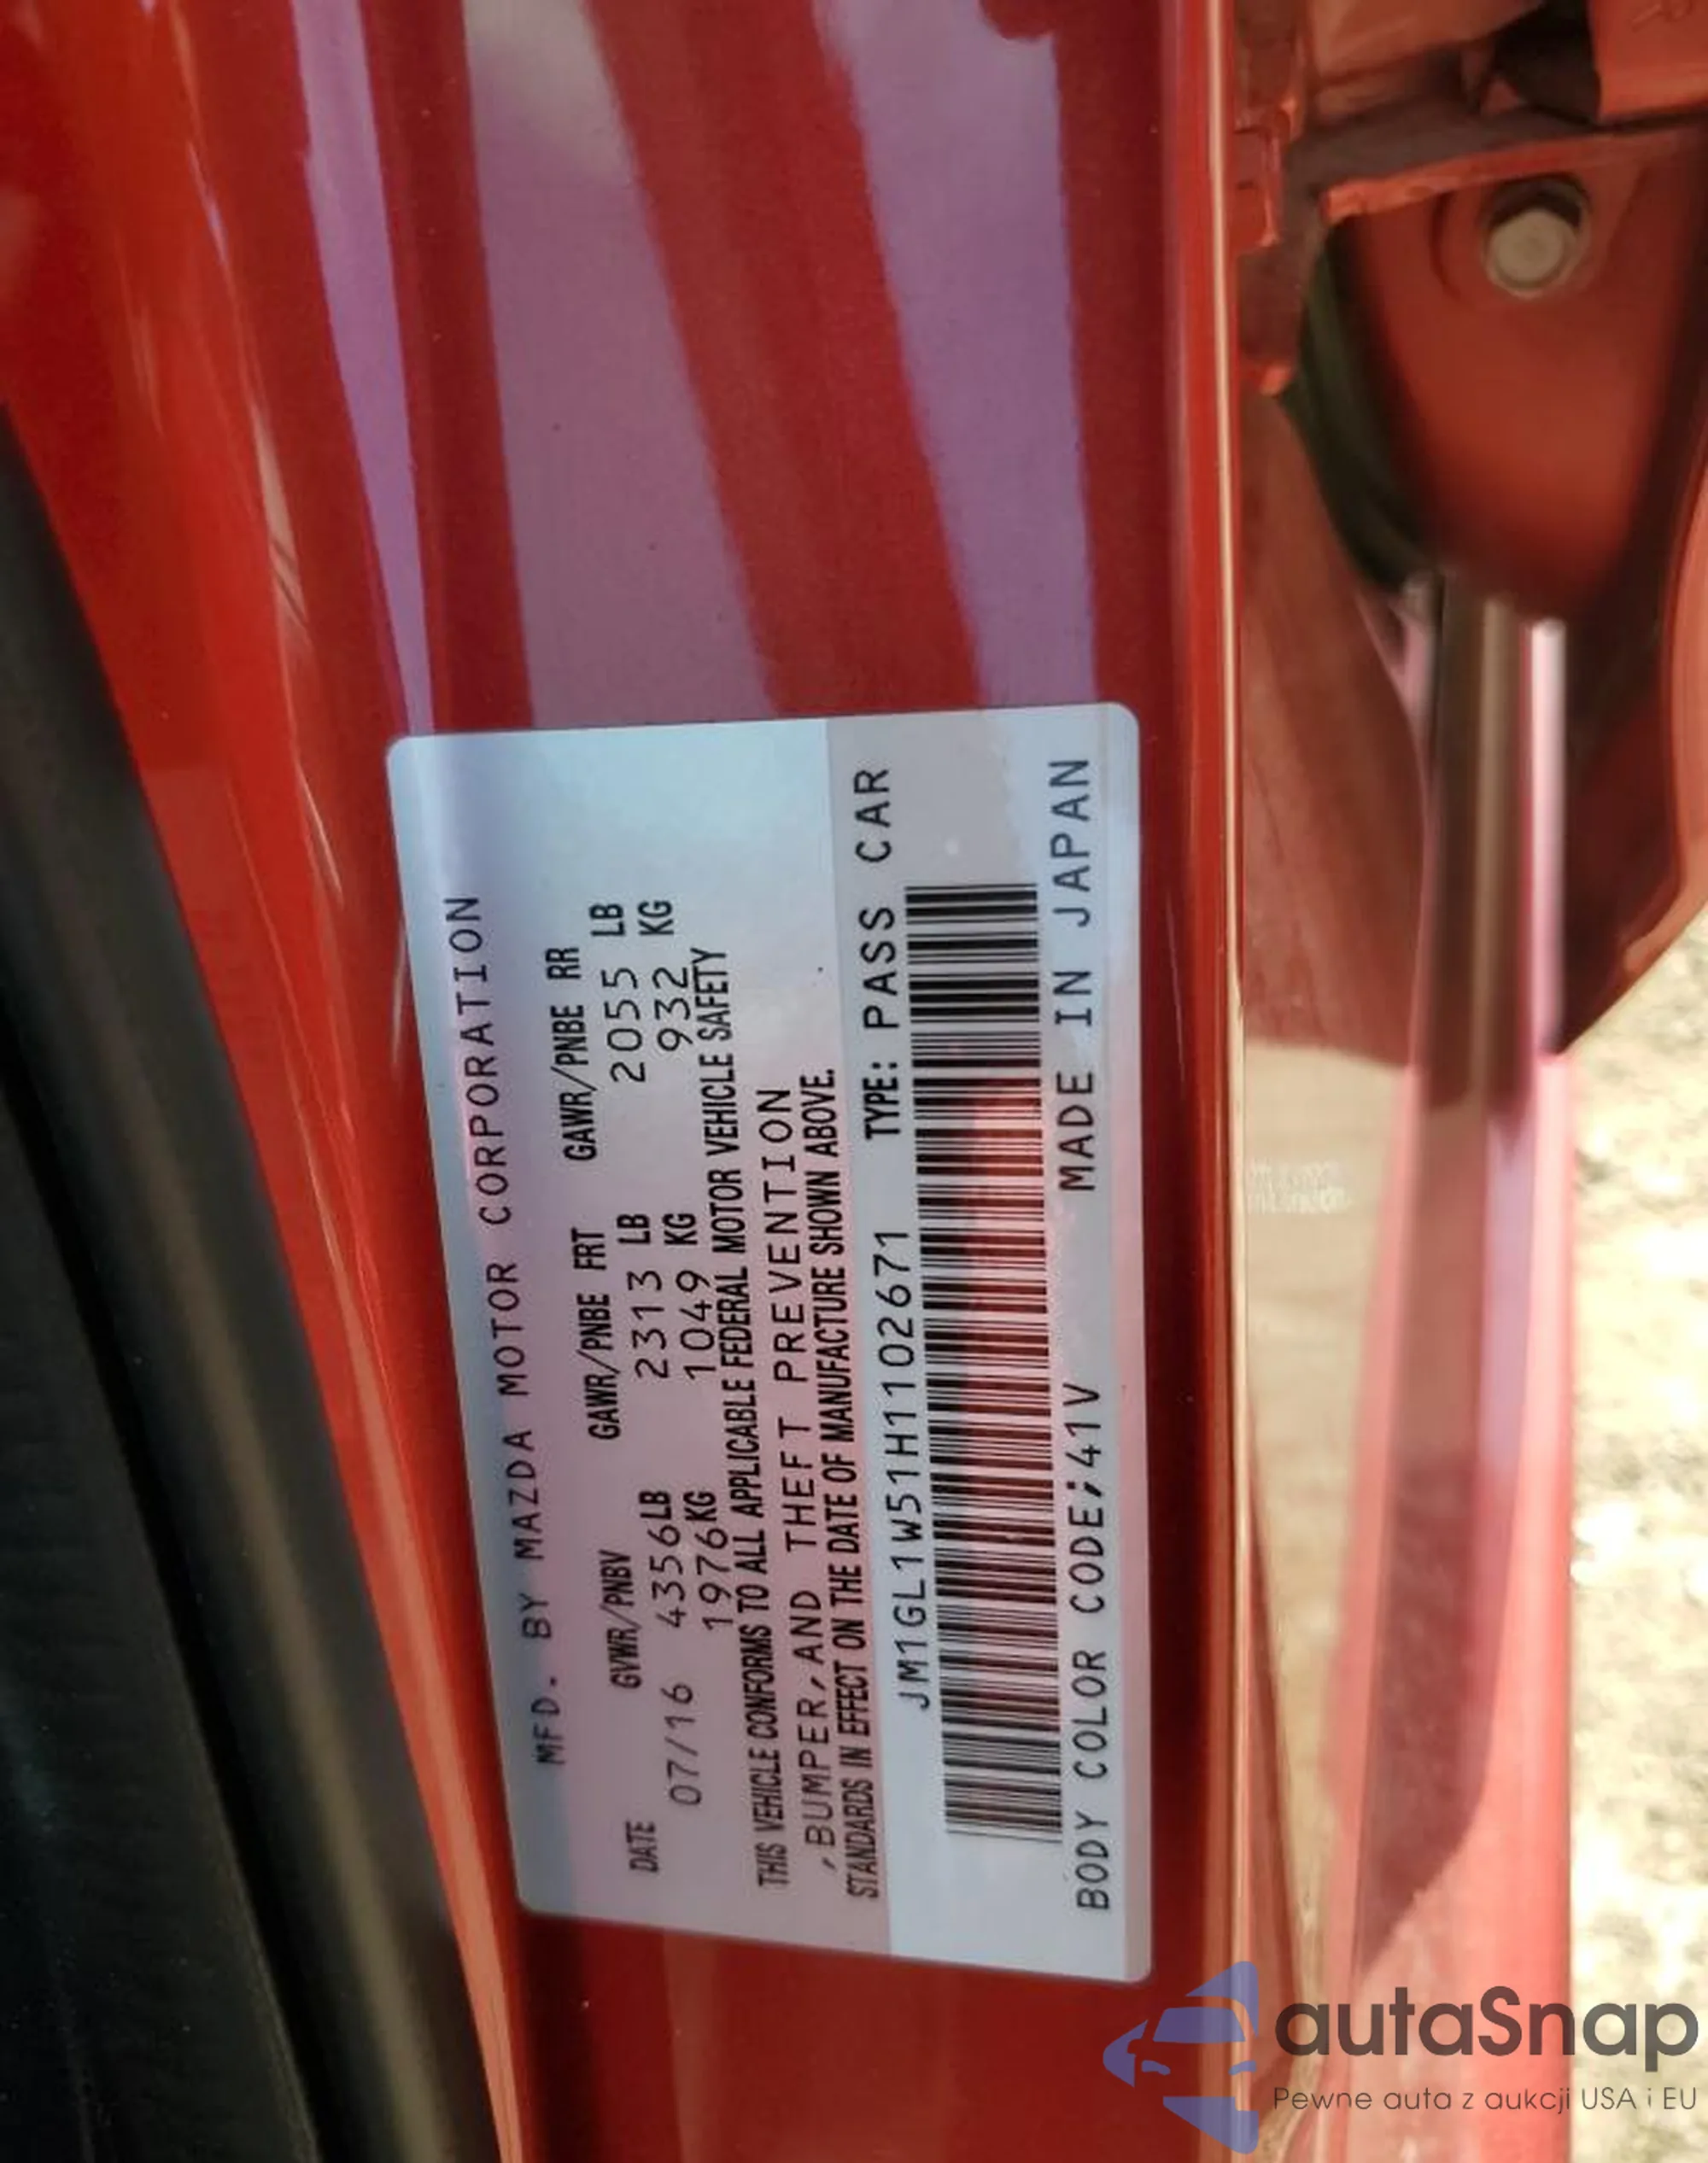 MFD. BY MAZDA MOTOR CORPORATION
DATE GVWR/PNBV GAWR/PNBE FRT GAWR/PNBE RR
07/16 4356LB 2313 LB 2055 LB
1976KG 1049 KG 932 KG
THIS VEHICLE CONFORMS TO ALL APPLICABLE FEDERAL MOTOR VEHICLE SAFETY
,BUMPER,AND THEFT PREVENTION
STANDARDS IN EFFECT ON THE DATE OF MANUFACTURE SHOWN ABOVE.
JM1GL1W51H1102671 TYPE: PASS CAR
BODY COLOR CODE;41V MADE IN JAPAN
autaSnap
Pewne auta z aukcji USA i EU